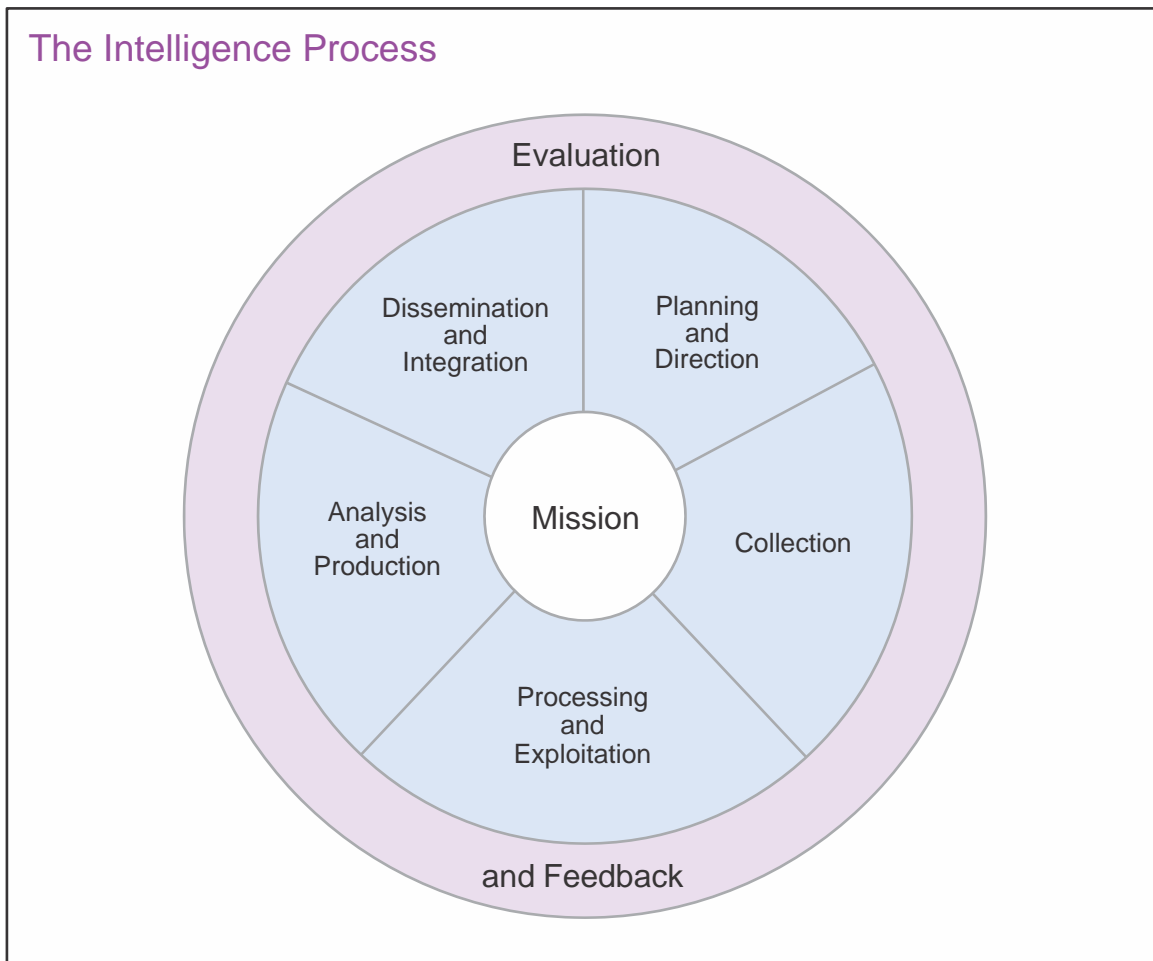 The Intelligence Process
Evaluation
Dissemination
and
Integration
Planning
and
Direction
Analysis
and
Production
Mission
Collection
Processing
and
Exploitation
and Feedback